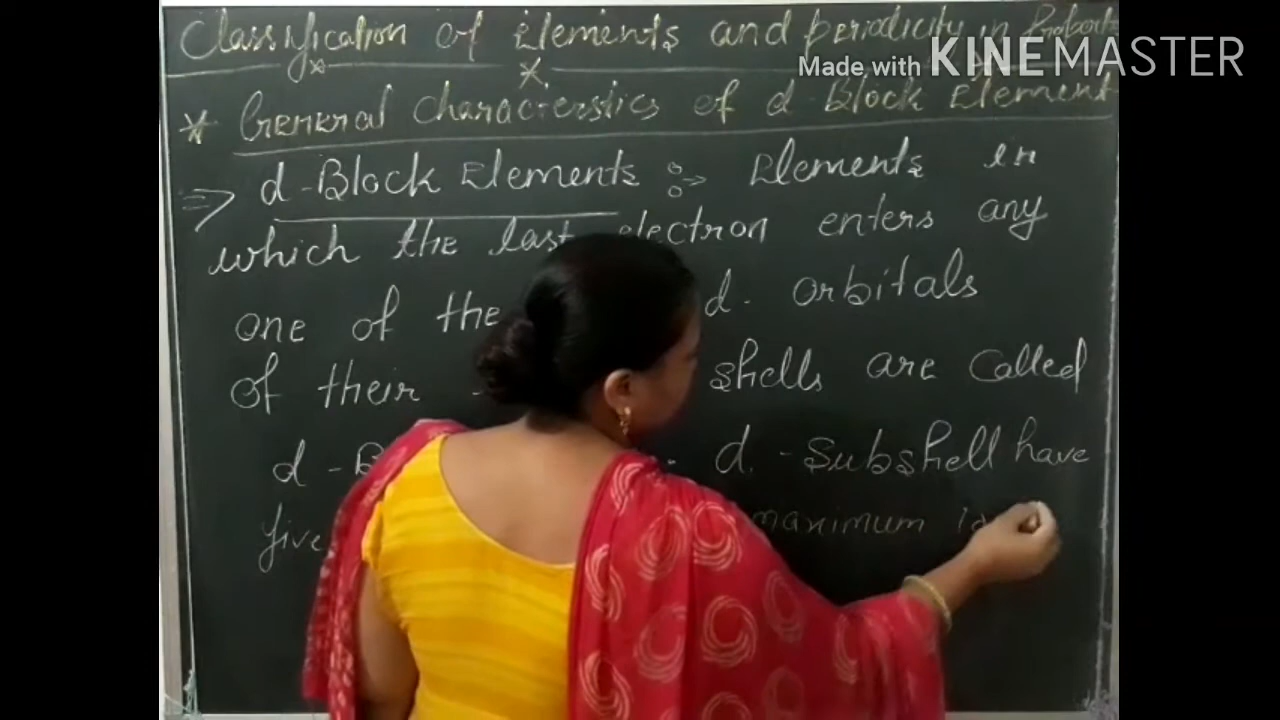 Classification of Elements and periodicity in
Made with KINEMASTER
* General characterstics of d-Block Element
=> d-Block Elements :-> Elements in
which the last electron enters any
one of the d- orbitals
of their shells are called
d- d.-Subshell have
five maximum